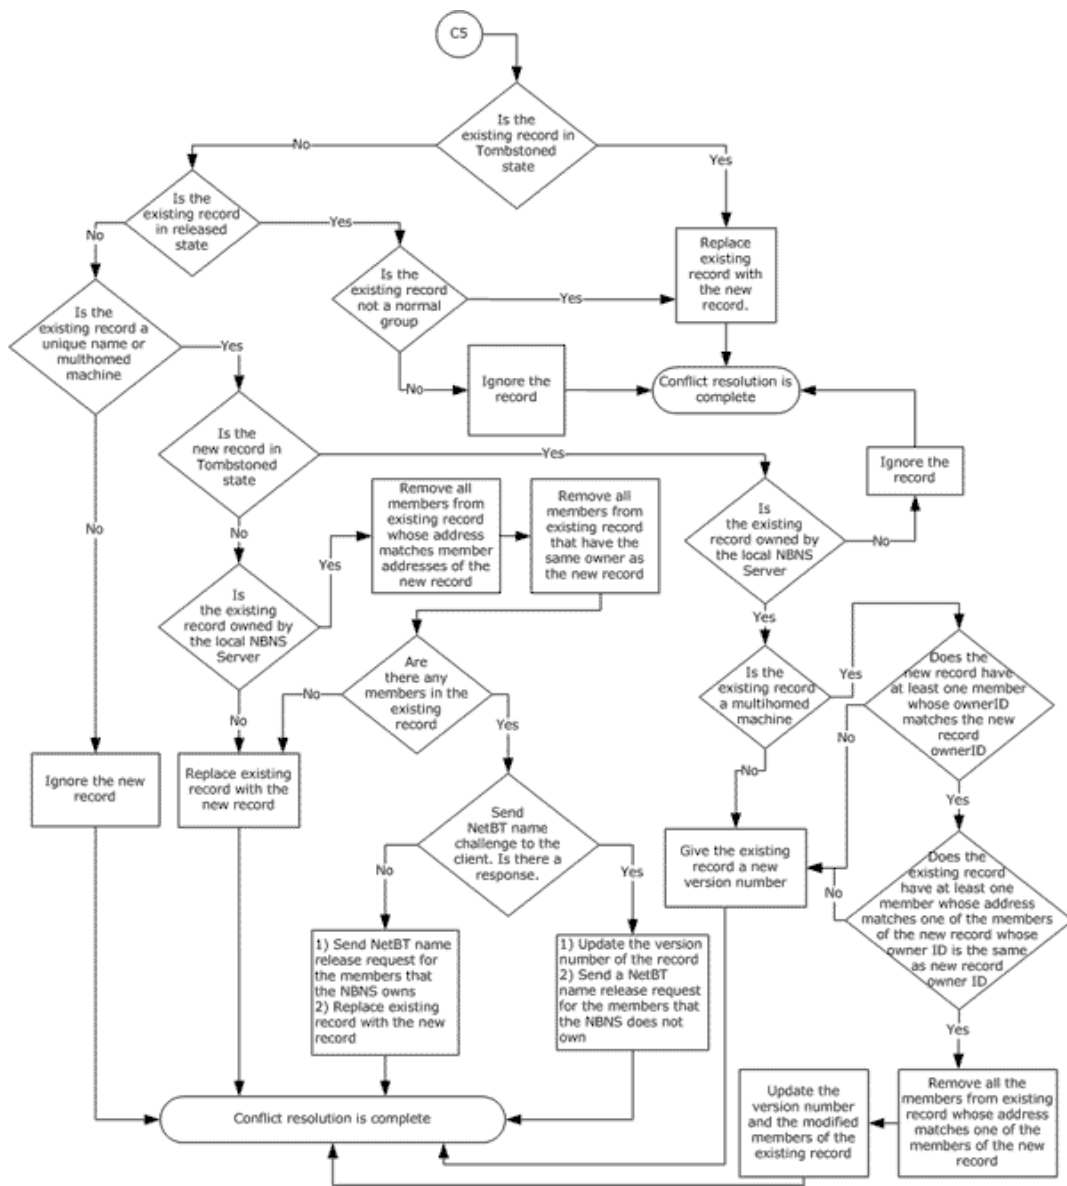 C5
Is the
existing record in
Tombstoned
state
No
Yes
Is the
existing record
in released
state
No
Yes
Replace
existing
record with
the new
record.
Is the
existing record
not a normal
group
Yes
No
Is the
existing record a
unique name or
multhomed
machine
Yes
No
Ignore the
record
Conflict resolution is
complete
Is the
new record in
Tombstoned
state
Yes
No
Ignore the
record
Is
the existing
record owned by
the local NBNS
Server
No
Yes
Remove all
members from
existing record
whose address
matches member
addresses of the
new record
Remove all
members from
existing record
that have the
same owner as
the new record
Is
the existing
record owned by
the local NBNS
Server
Yes
No
Are
there any
members in the
existing
record
No
Yes
Is the
existing record
a multihomed
machine
Yes
No
Does the
new record have
at least one member
whose ownerID
matches the new
record
ownerID
No
Yes
Ignore the new
record
Replace existing
record with the
new record
Send
NetBT name
challenge to the
client. Is there a
response.
No
Yes
Give the existing
record a new
version number
Does the
existing record
have at least one
member whose address
matches one of the members
of the new record whose
owner ID is the same
as new record
owner ID
No
Yes
1) Send NetBT name
release request for
the members that
the NBNS owns
2) Replace existing
record with the new
record
1) Update the version
number of the record
2) Send a NetBT
name release request
for the members that
the NBNS does not
own
Update the
version number
and the modified
members of the
existing record
Remove all the
members from existing
record whose address
matches one of the
members of the new
record
Conflict resolution is complete